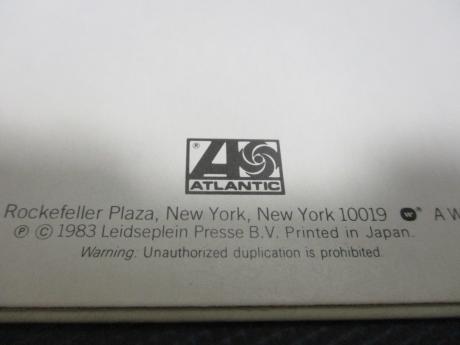 ®
ATLANTIC
Rockefeller Plaza, New York, New York 10019 W A W
℗ © 1983 Leidseplein Presse B.V. Printed in Japan.
Warning. Unauthorized duplication is prohibited.